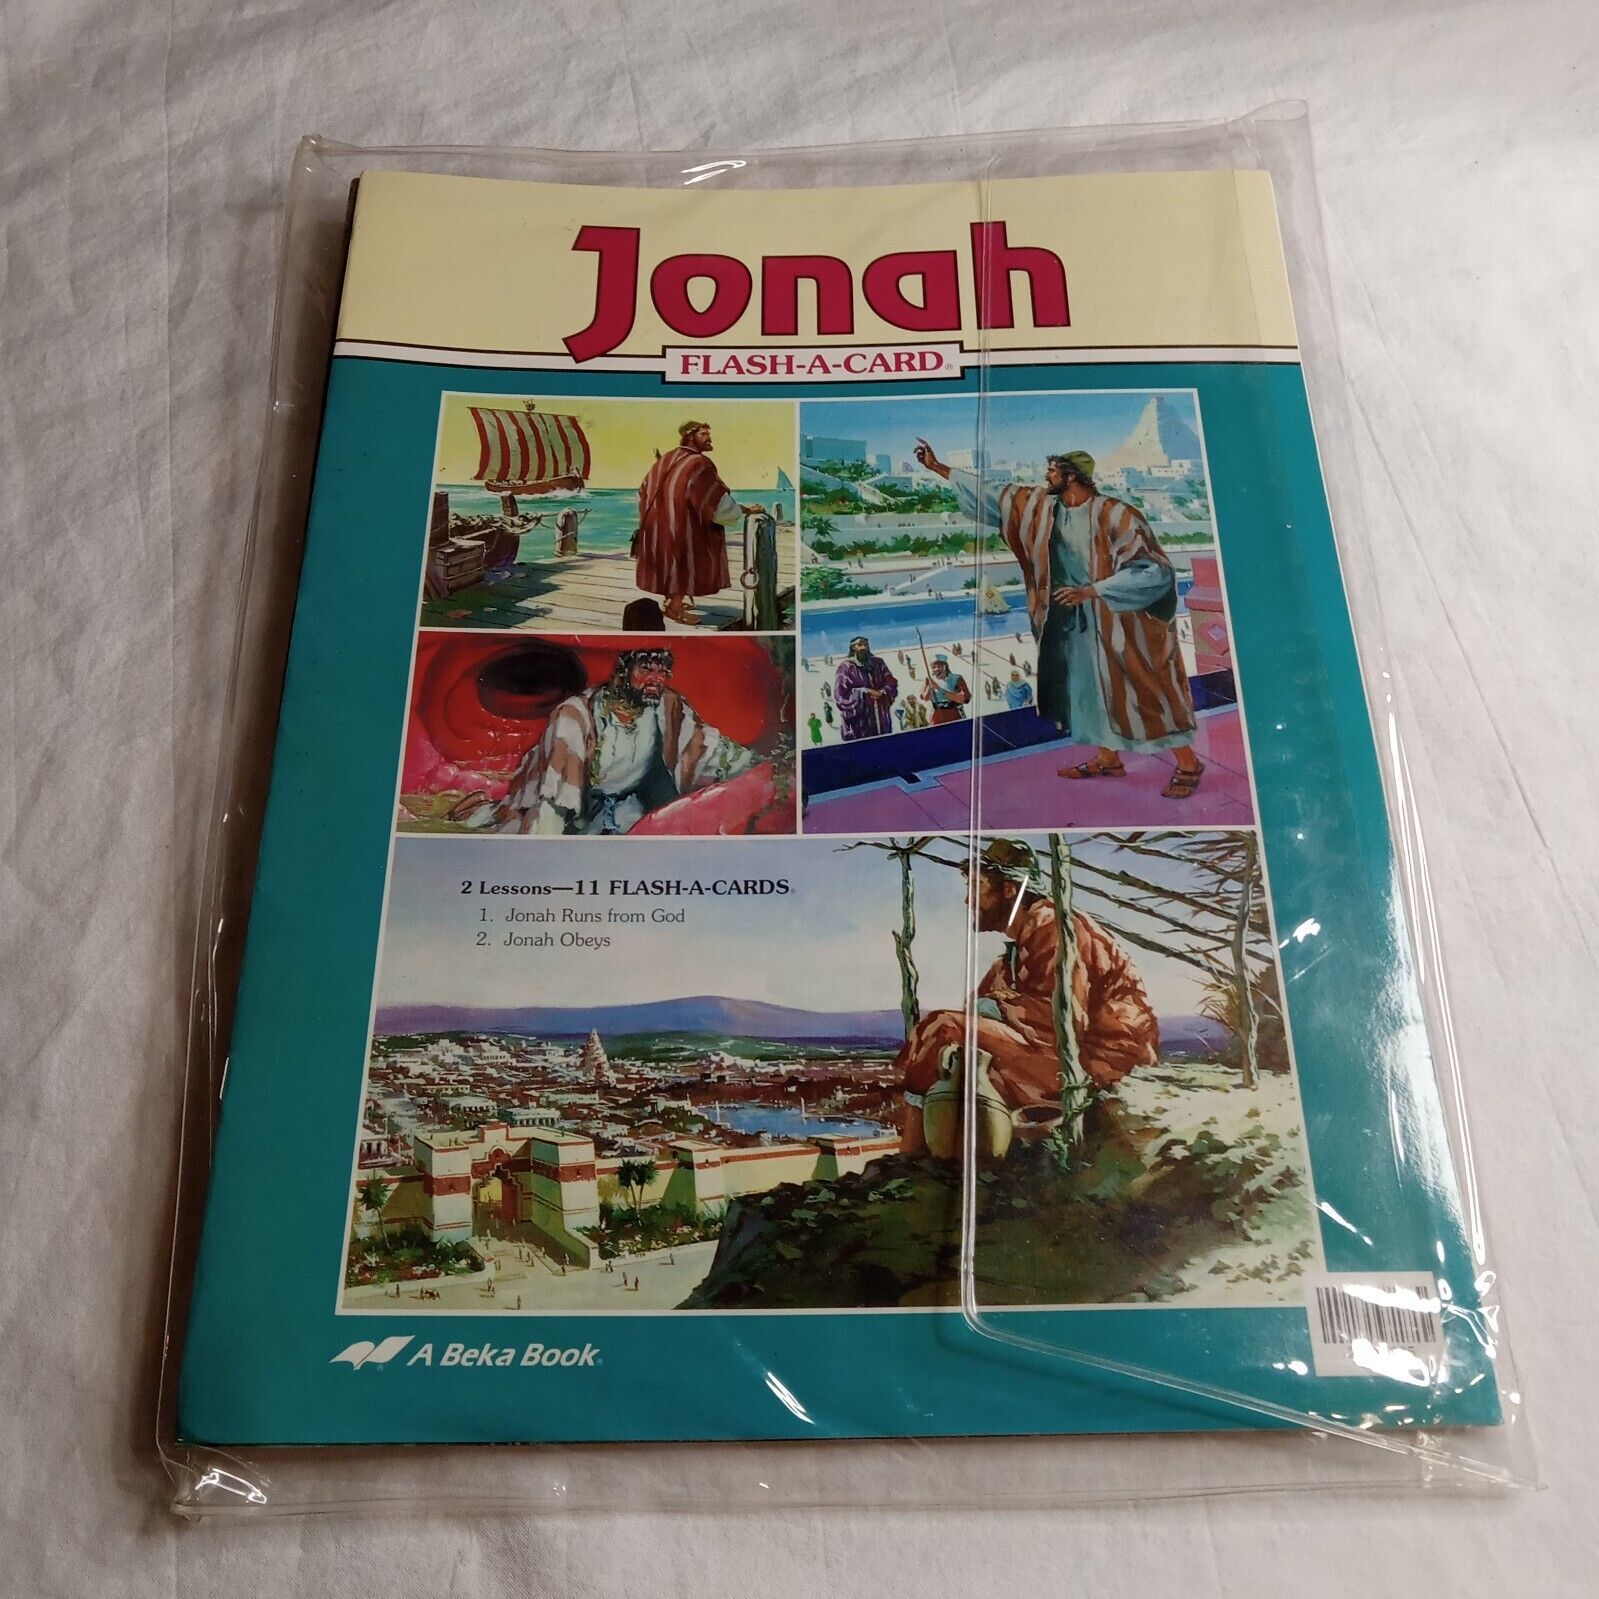 Jonah
FLASH-A-CARD®
2 Lessons—11 FLASH-A-CARDS®
1. Jonah Runs from God
2. Jonah Obeys
A BEKA BOOK®